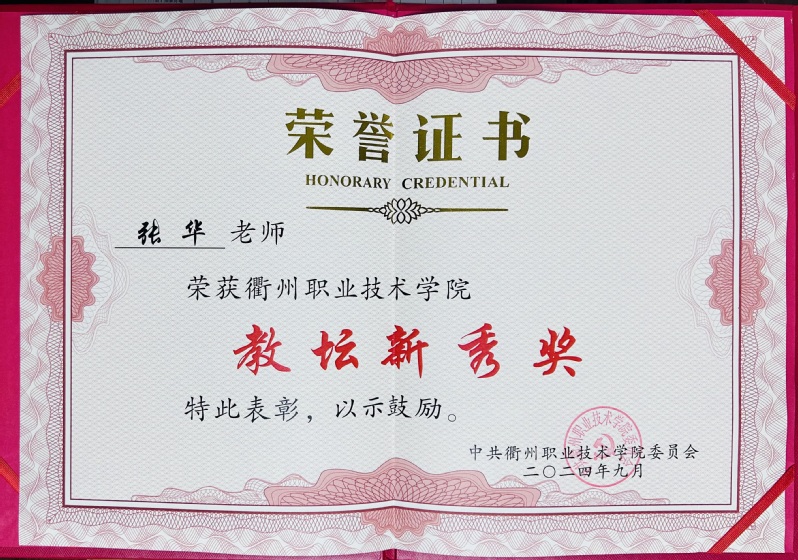 荣誉证书
HONORARY CREDENTIAL
张华老师
荣获衢州职业技术学院
教坛新秀奖
特此表彰，以示鼓励。
中共衢州职业技术学院委员会
二〇二四年九月